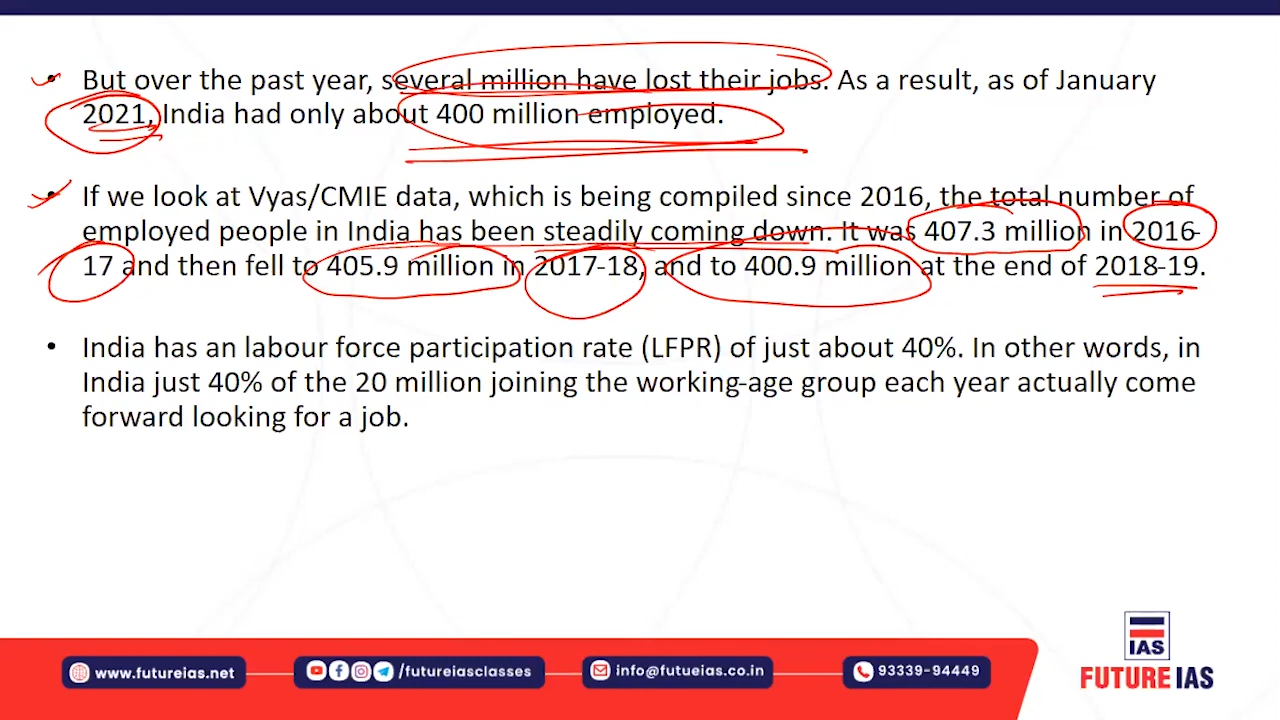 • But over the past year, several million have lost their jobs. As a result, as of January
2021, India had only about 400 million employed.
• If we look at Vyas/CMIE data, which is being compiled since 2016, the total number of
employed people in India has been steadily coming down. It was 407.3 million in 2016-
17 and then fell to 405.9 million in 2017-18, and to 400.9 million at the end of 2018-19.
• India has an labour force participation rate (LFPR) of just about 40%. In other words, in
India just 40% of the 20 million joining the working-age group each year actually come
forward looking for a job.
www.futureias.net
/futureiasclasses
info@futueias.co.in
93339-94449
IAS
FUTURE IAS